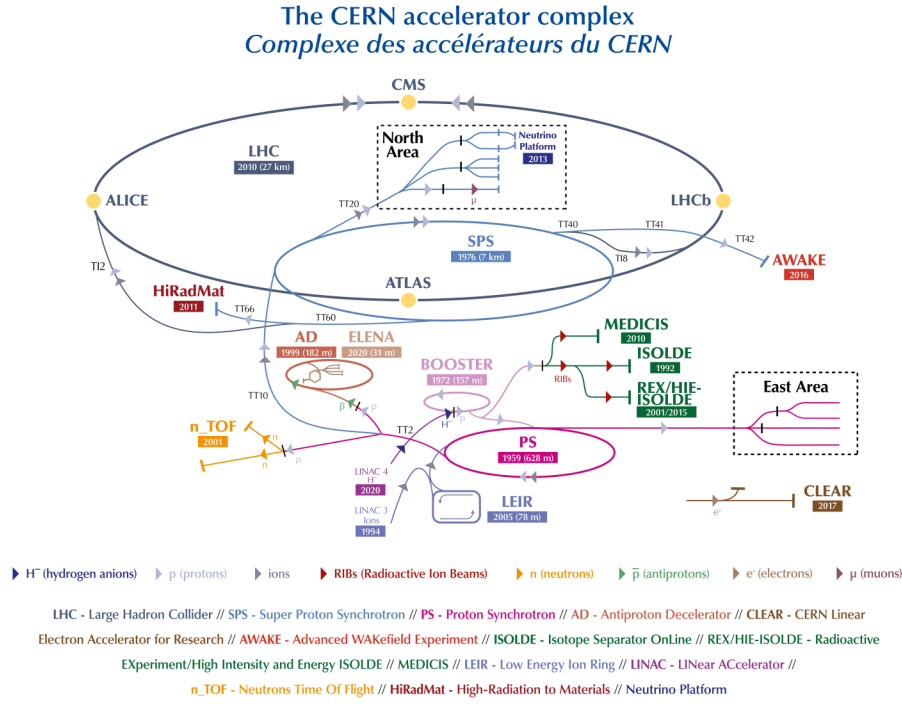 The CERN accelerator complex
Complexe des accélérateurs du CERN
CMS
North
Area
Neutrino
Platform
2013
LHC
2010 (27 km)
μ
ALICE
LHCb
TT20
TT40
TT41
SPS
1976 (7 km)
TT42
TI2
TI8
AWAKE
2016
ATLAS
HiRadMat
2011
TT66
TT60
MEDICIS
2010
AD
1999 (182 m)
ELENA
2020 (31 m)
ISOLDE
1992
BOOSTER
1972 (157 m)
RIBs
REX/HIE-
ISOLDE
2001/2015
East Area
TT10
p̅
p
p
H⁻
TT2
n_TOF
2001
n
n
p
PS
1959 (628 m)
LINAC 4
H⁻
2020
LEIR
2005 (78 m)
LINAC 3
Ions
1994
CLEAR
2017
e⁻
H⁻ (hydrogen anions)
p (protons)
ions
RIBs (Radioactive Ion Beams)
n (neutrons)
p̅ (antiprotons)
e⁻ (electrons)
μ (muons)
LHC - Large Hadron Collider // SPS - Super Proton Synchrotron // PS - Proton Synchrotron // AD - Antiproton Decelerator // CLEAR - CERN Linear
Electron Accelerator for Research // AWAKE - Advanced WAKefield Experiment // ISOLDE - Isotope Separator OnLine // REX/HIE-ISOLDE - Radioactive
EXperiment/High Intensity and Energy ISOLDE // MEDICIS // LEIR - Low Energy Ion Ring // LINAC - LINear ACcelerator //
n_TOF - Neutrons Time Of Flight // HiRadMat - High-Radiation to Materials // Neutrino Platform